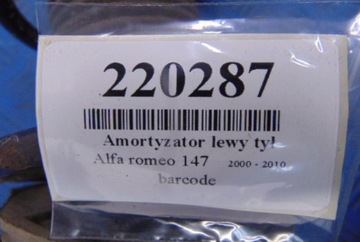 220287
Amortyzator lewy tył
Alfa romeo 147 2000 - 2010
barcode